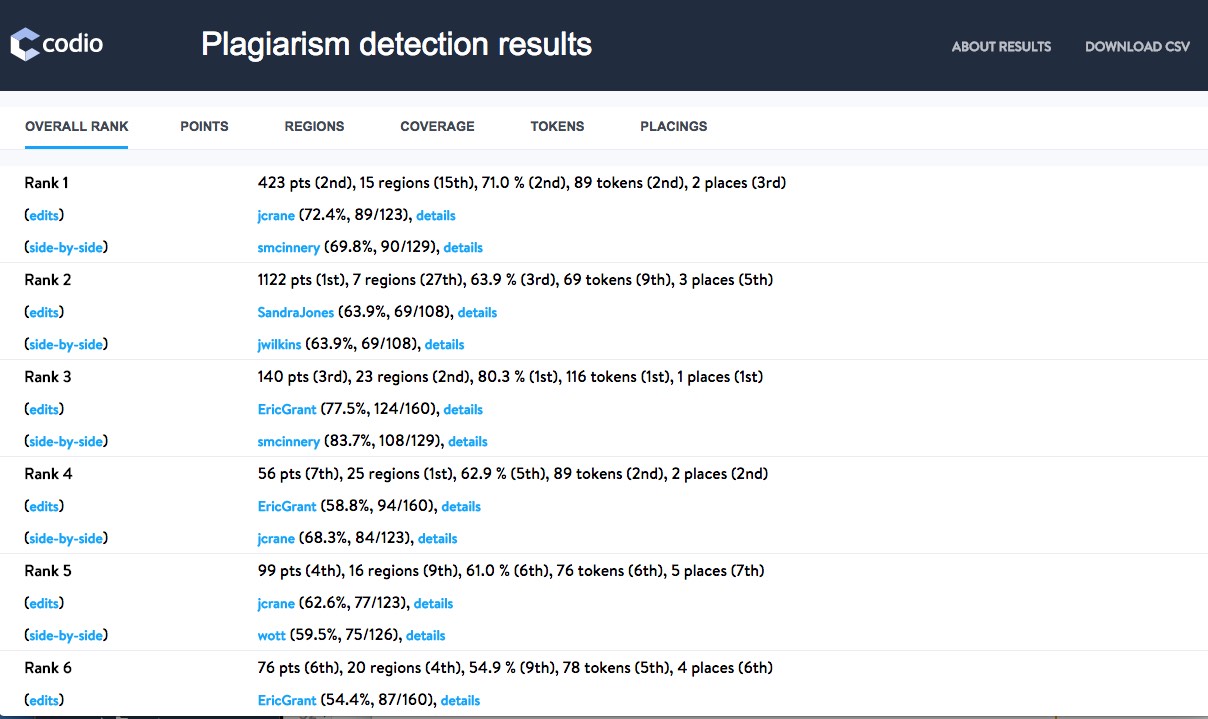 codio
Plagiarism detection results
ABOUT RESULTS DOWNLOAD CSV
OVERALL RANK POINTS REGIONS COVERAGE TOKENS PLACINGS
Rank 1 423 pts (2nd), 15 regions (15th), 71.0 % (2nd), 89 tokens (2nd), 2 places (3rd)
(edits) jcrane (72.4%, 89/123), details
(side-by-side) smcinnery (69.8%, 90/129), details
Rank 2 1122 pts (1st), 7 regions (27th), 63.9 % (3rd), 69 tokens (9th), 3 places (5th)
(edits) SandraJones (63.9%, 69/108), details
(side-by-side) jwilkins (63.9%, 69/108), details
Rank 3 140 pts (3rd), 23 regions (2nd), 80.3 % (1st), 116 tokens (1st), 1 places (1st)
(edits) EricGrant (77.5%, 124/160), details
(side-by-side) smcinnery (83.7%, 108/129), details
Rank 4 56 pts (7th), 25 regions (1st), 62.9 % (5th), 89 tokens (2nd), 2 places (2nd)
(edits) EricGrant (58.8%, 94/160), details
(side-by-side) jcrane (68.3%, 84/123), details
Rank 5 99 pts (4th), 16 regions (9th), 61.0 % (6th), 76 tokens (6th), 5 places (7th)
(edits) jcrane (62.6%, 77/123), details
(side-by-side) wott (59.5%, 75/126), details
Rank 6 76 pts (6th), 20 regions (4th), 54.9 % (9th), 78 tokens (5th), 4 places (6th)
(edits) EricGrant (54.4%, 87/160), details